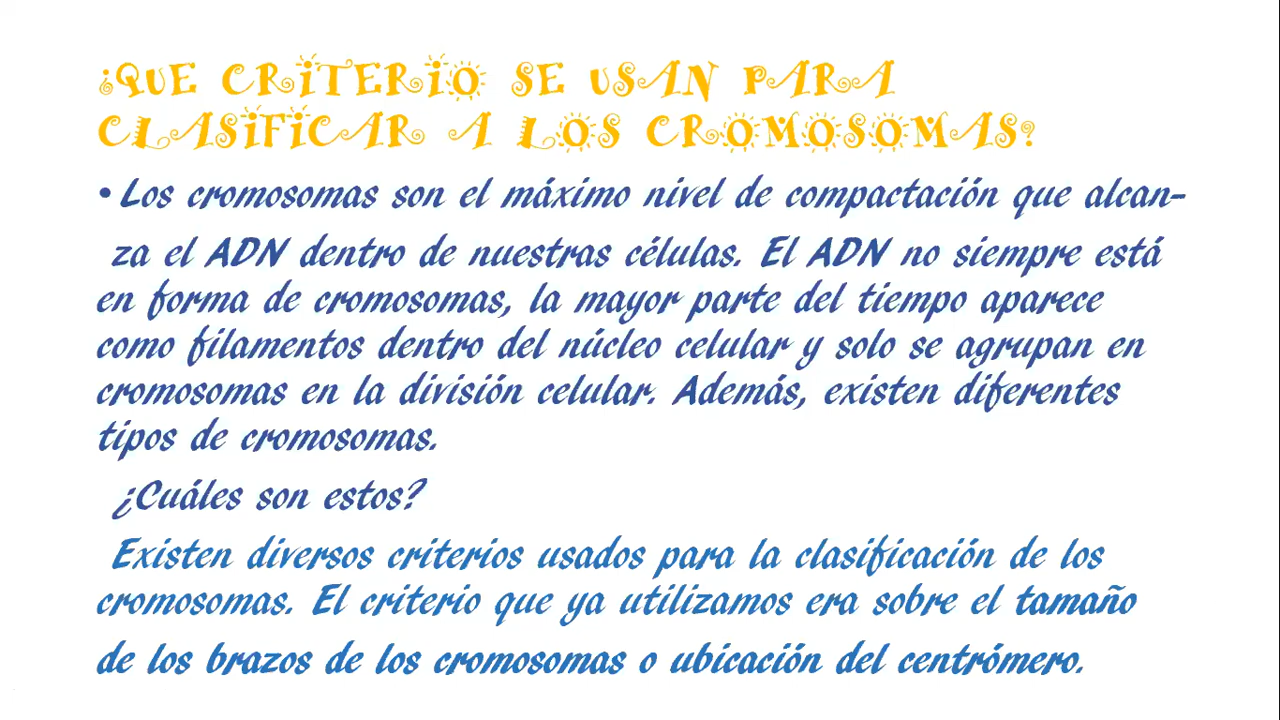 ¿QUE CRITERIO SE USAN PARA
CLASIFICAR A LOS CROMOSOMAS?
• Los cromosomas son el máximo nivel de compactación que alcan-
za el ADN dentro de nuestras células. El ADN no siempre está
en forma de cromosomas, la mayor parte del tiempo aparece
como filamentos dentro del núcleo celular y solo se agrupan en
cromosomas en la división celular. Además, existen diferentes
tipos de cromosomas.
¿Cuáles son estos?
Existen diversos criterios usados para la clasificación de los
cromosomas. El criterio que ya utilizamos era sobre el tamaño
de los brazos de los cromosomas o ubicación del centrómero.